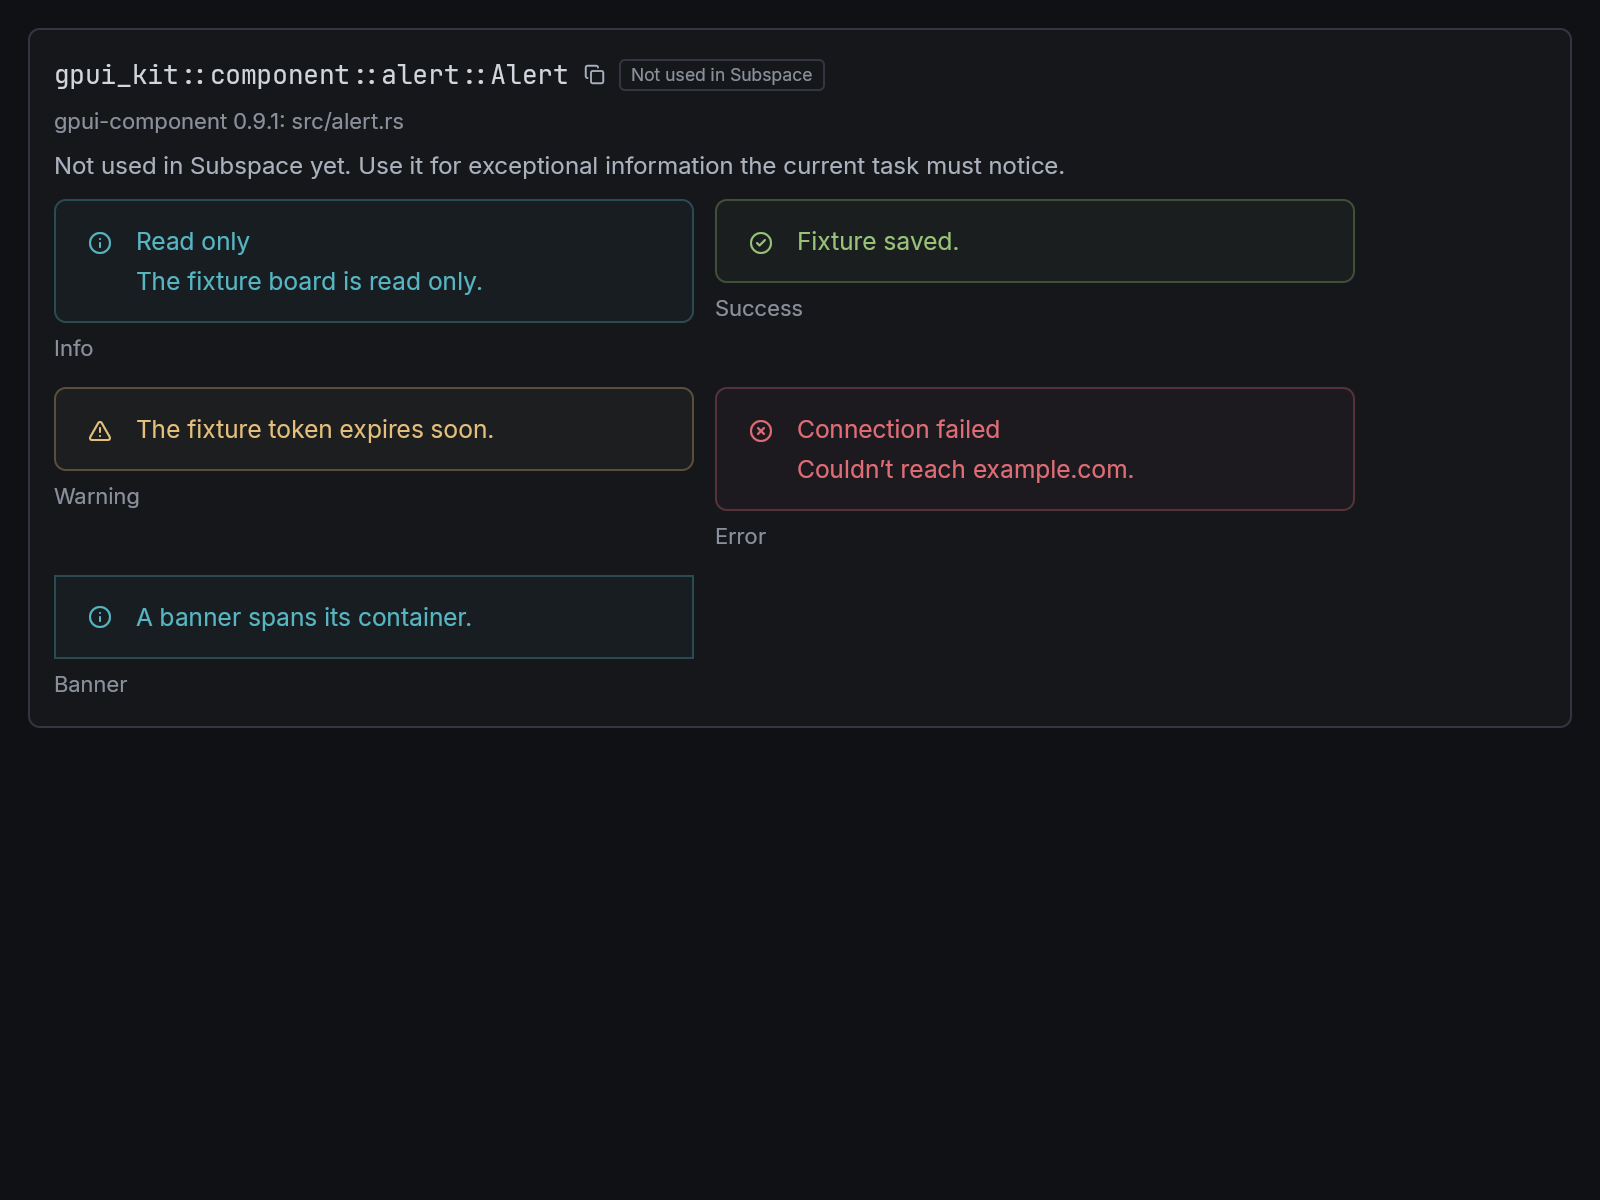 gpui_kit::component::alert::Alert Not used in Subspace
gpui-component 0.9.1: src/alert.rs
Not used in Subspace yet. Use it for exceptional information the current task must notice.
Read only
The fixture board is read only.
Info
Fixture saved.
Success
The fixture token expires soon.
Warning
Connection failed
Couldn’t reach example.com.
Error
A banner spans its container.
Banner